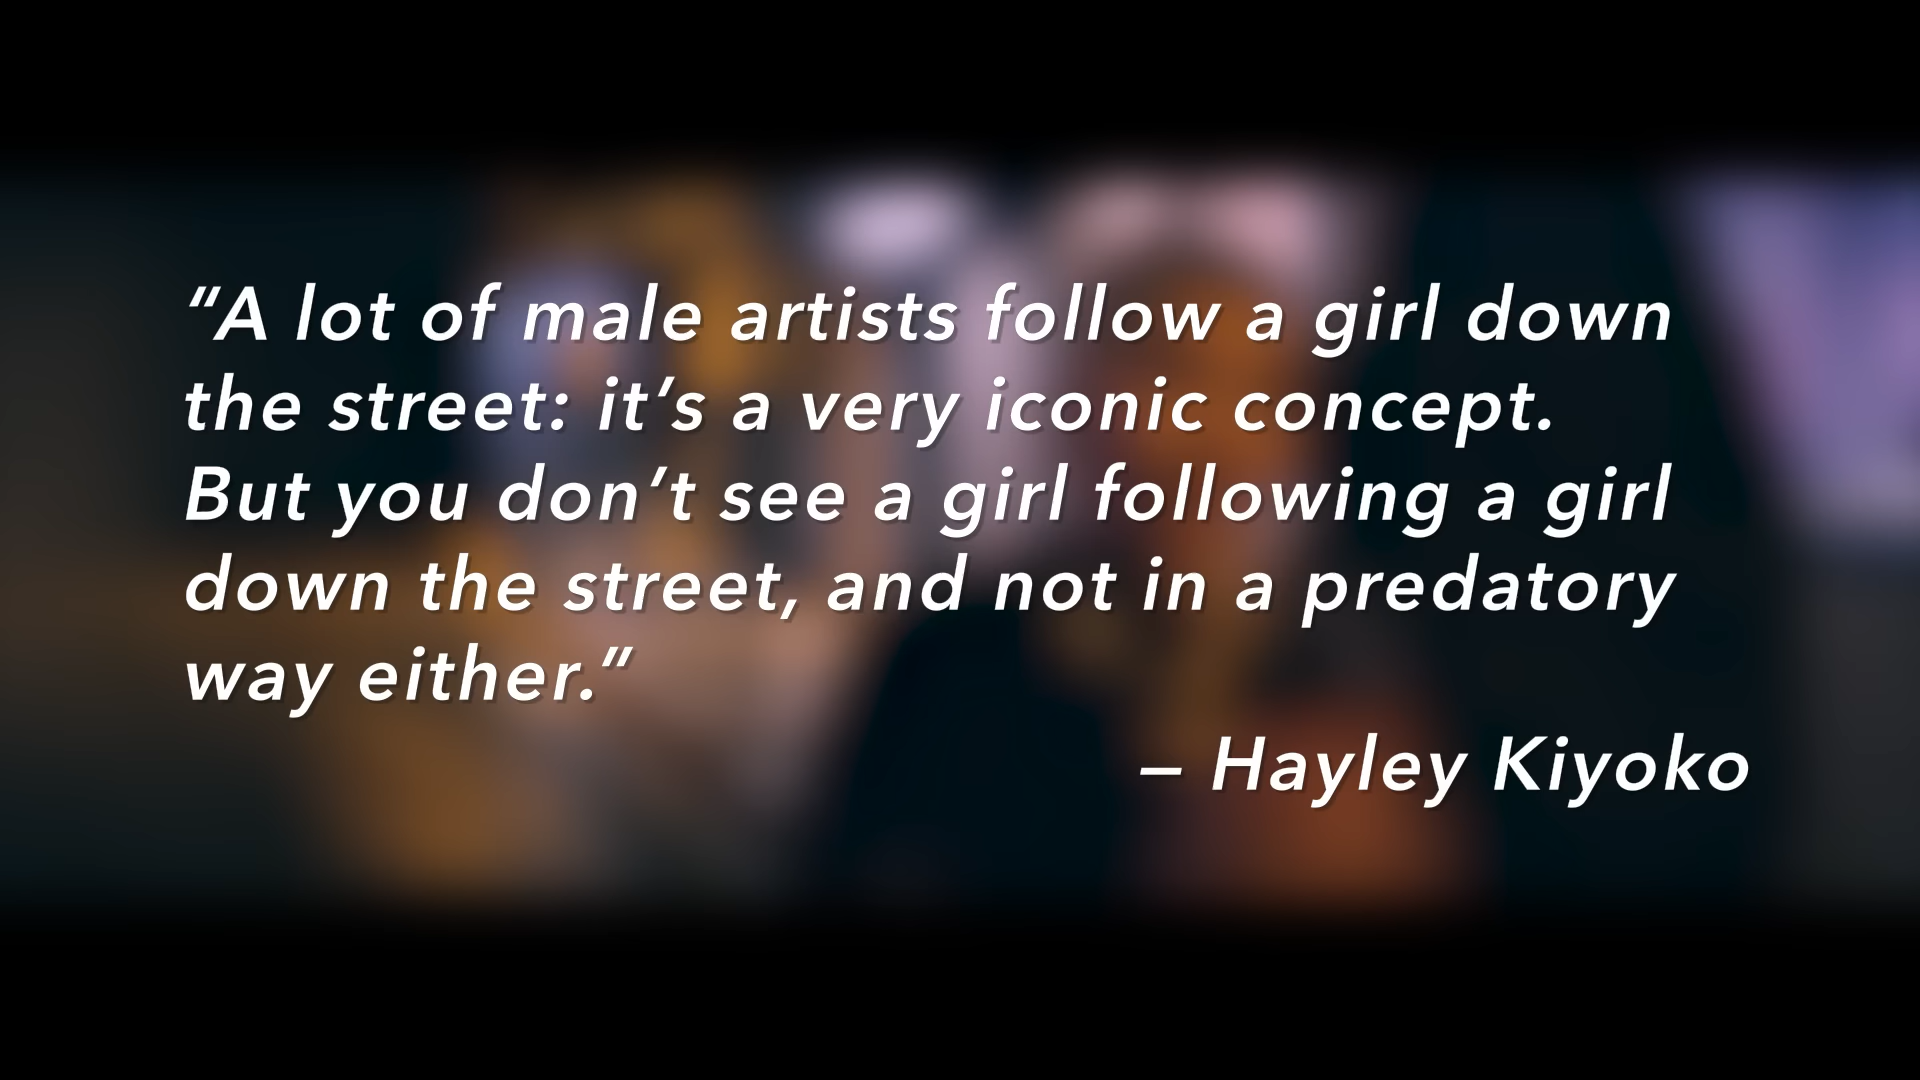 “A lot of male artists follow a girl down
the street: it’s a very iconic concept.
But you don’t see a girl following a girl
down the street, and not in a predatory
way either.”
– Hayley Kiyoko